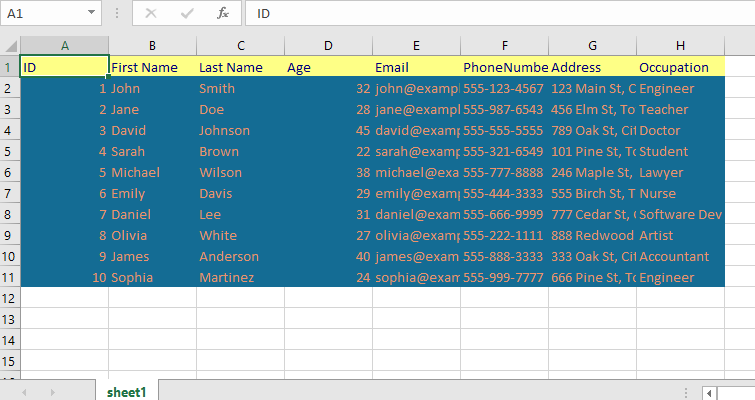 A1 fx ID
A B C D E F G H
1 ID First Name Last Name Age Email PhoneNumbe Address Occupation
2 1 John Smith 32 john@exampl 555-123-4567 123 Main St, C Engineer
3 2 Jane Doe 28 jane@exampl 555-987-6543 456 Elm St, To Teacher
4 3 David Johnson 45 david@exam 555-555-5555 789 Oak St, Cit Doctor
5 4 Sarah Brown 22 sarah@exam 555-321-6549 101 Pine St, To Student
6 5 Michael Wilson 38 michael@exa 555-777-8888 246 Maple St, Lawyer
7 6 Emily Davis 29 emily@exam 555-444-3333 555 Birch St, T Nurse
8 7 Daniel Lee 31 daniel@exam 555-666-9999 777 Cedar St, Software Dev
9 8 Olivia White 27 olivia@exam 555-222-1111 888 Redwood Artist
10 9 James Anderson 40 james@exam 555-888-3333 333 Oak St, Cit Accountant
11 10 Sophia Martinez 24 sophia@exam 555-999-7777 666 Pine St, To Engineer
12
13
14
15
sheet1